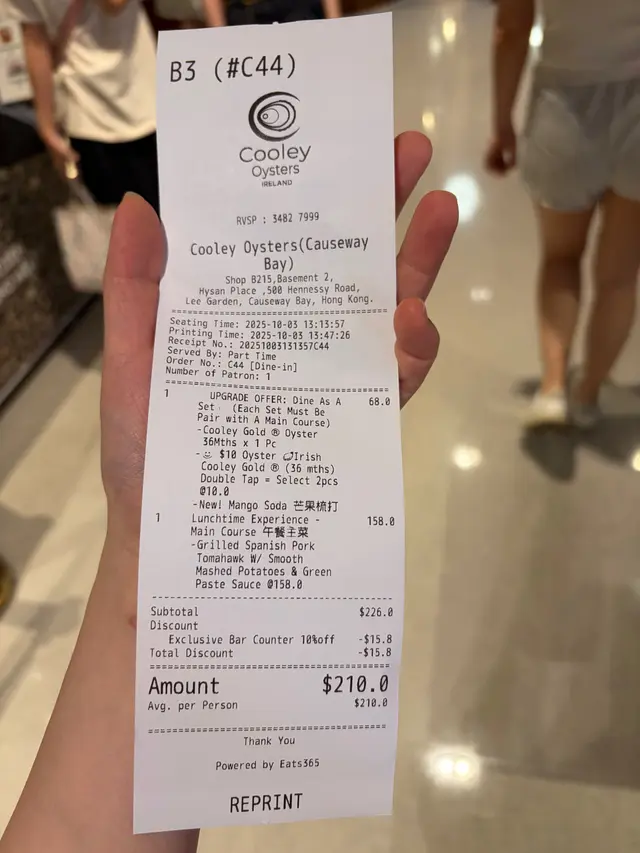 B3 (#C44)
Cooley
Oysters
IRELAND
RVSP : 3482 7999
Cooley Oysters(Causeway
Bay)
Shop B215,Basement 2,
Hysan Place ,500 Hennessy Road,
Lee Garden, Causeway Bay, Hong Kong.
Seating Time: 2025-10-03 13:13:57
Printing Time: 2025-10-03 13:47:26
Receipt No.: 20251003131357C44
Served By: Part Time
Order No.: C44 [Dine-in]
Number of Patron: 1
1 UPGRADE OFFER: Dine As A 68.0
Set (Each Set Must Be
Pair with A Main Course)
-Cooley Gold ® Oyster
36Mths x 1 Pc
- $10 Oyster Irish
Cooley Gold ® (36 mths)
Double Tap = Select 2pcs
@10.0
-New! Mango Soda 芒果梳打
1 Lunchtime Experience - 158.0
Main Course 午餐主菜
-Grilled Spanish Pork
Tomahawk W/ Smooth
Mashed Potatoes & Green
Paste Sauce @158.0
Subtotal $226.0
Discount
Exclusive Bar Counter 10%off -$15.8
Total Discount -$15.8
Amount $210.0
Avg. per Person $210.0
Thank You
Powered by Eats365
REPRINT